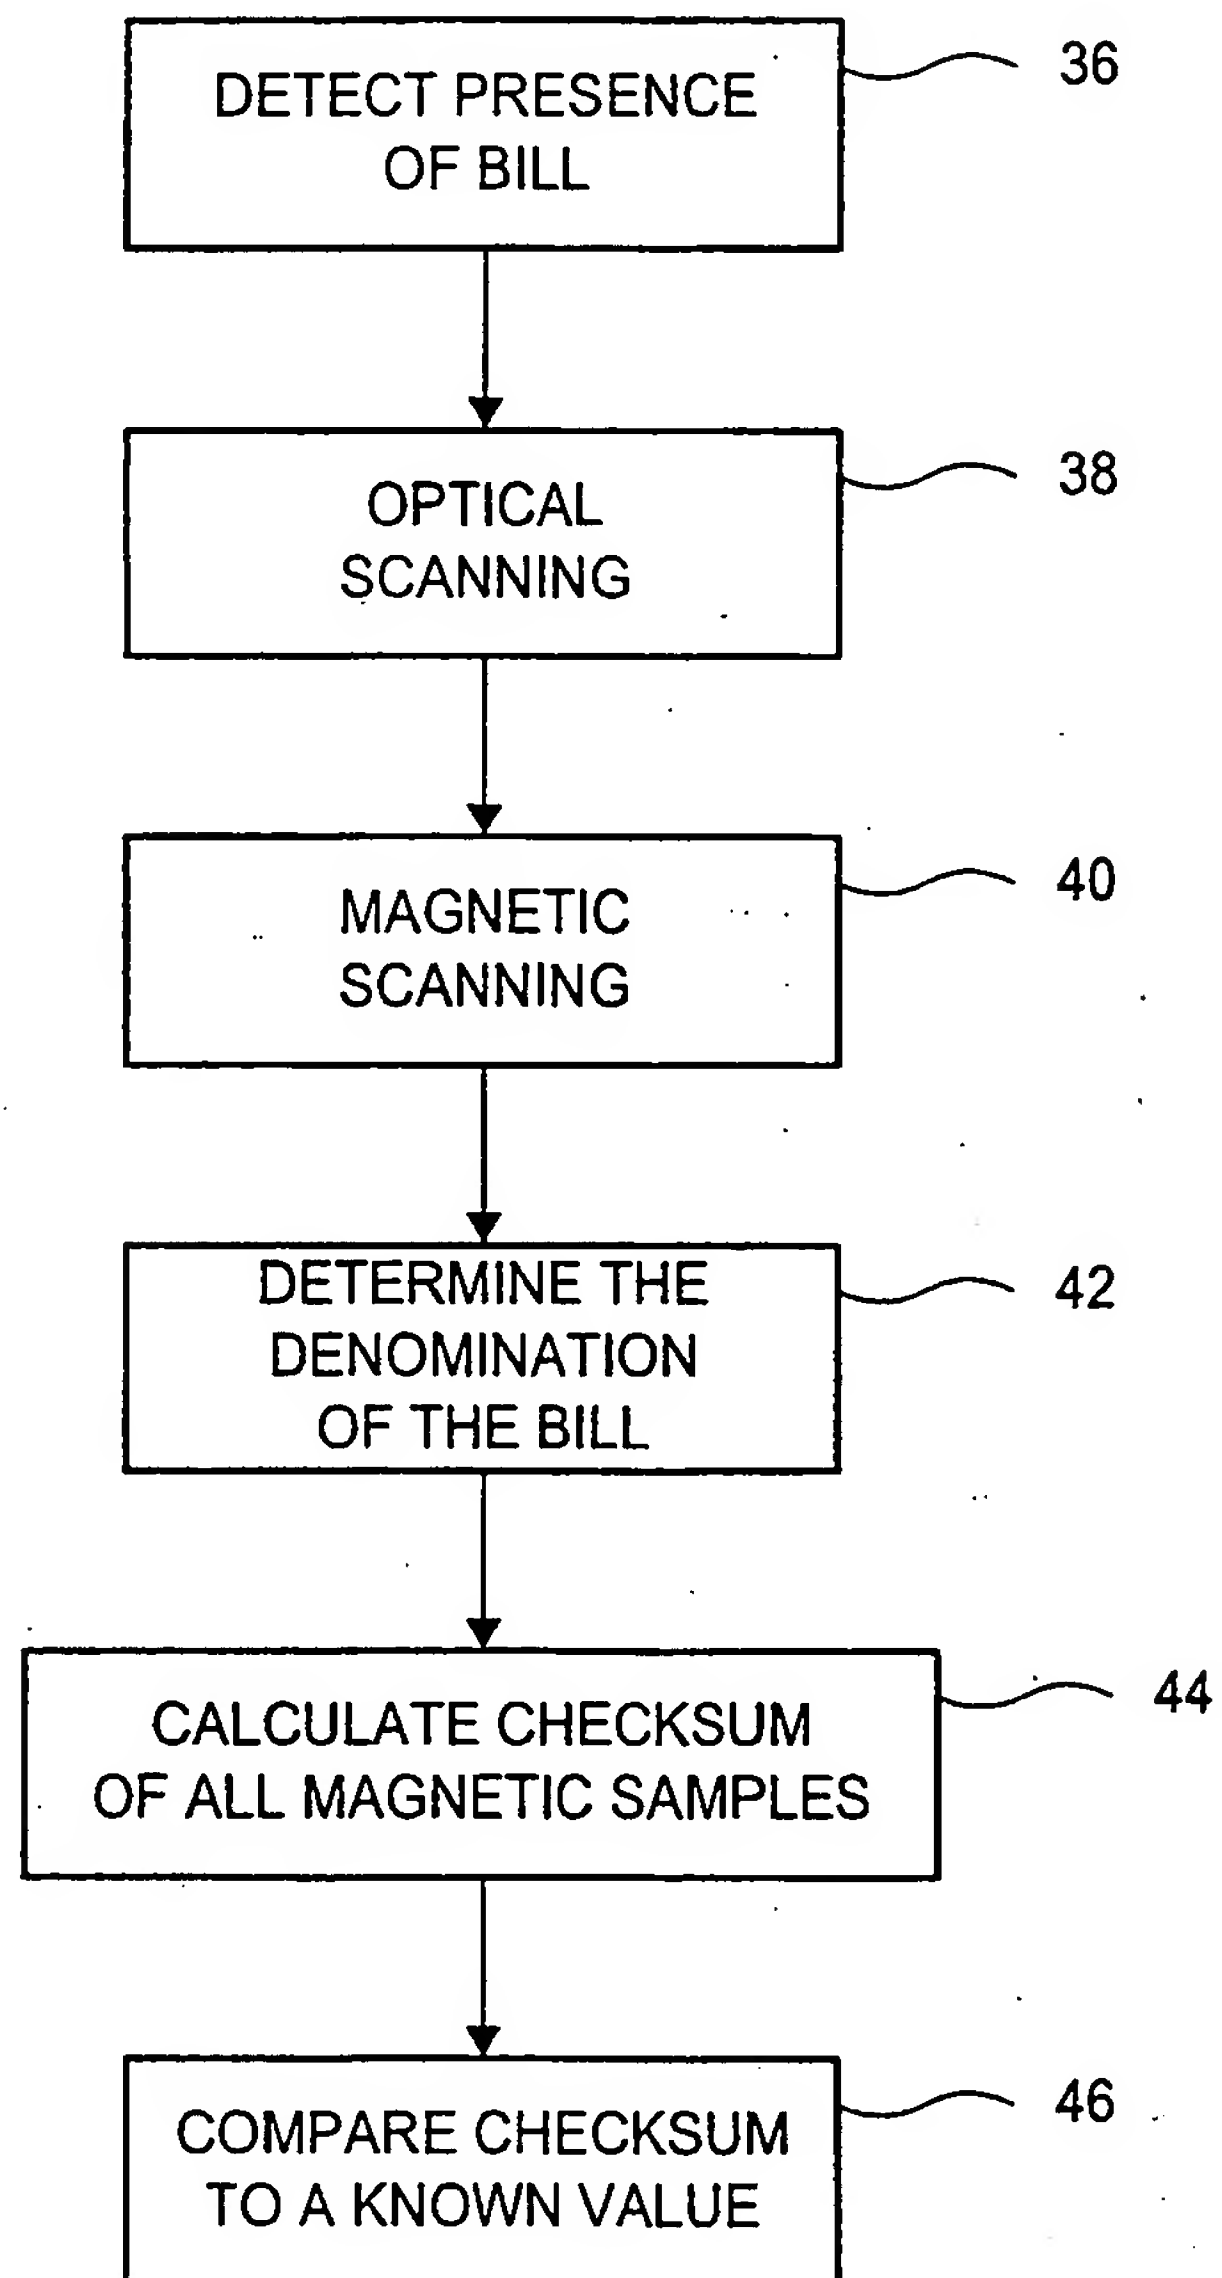 DETECT PRESENCE
OF BILL
36
OPTICAL
SCANNING
38
MAGNETIC
SCANNING
40
DETERMINE THE
DENOMINATION
OF THE BILL
42
CALCULATE CHECKSUM
OF ALL MAGNETIC SAMPLES
44
COMPARE CHECKSUM
TO A KNOWN VALUE
46